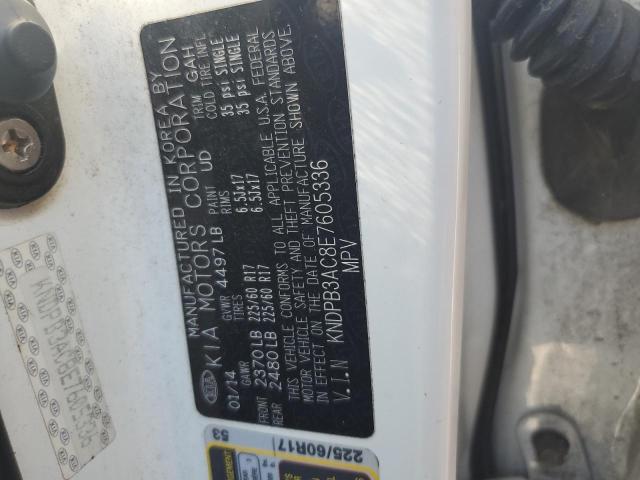 MANUFACTURED IN KOREA BY
KIA MOTORS CORPORATION
01/14 GVWR 4497LB PAINT UD TRIM GAH
GAWR TIRES RIMS COLD TIRE INFL
FRONT 2370LB 225/60 R17 6.5Jx17 35 psi SINGLE
REAR 2480LB 225/60 R17 6.5Jx17 35 psi SINGLE
THIS VEHICLE CONFORMS TO ALL APPLICABLE U.S.A. FEDERAL
MOTOR VEHICLE SAFETY AND THEFT PREVENTION STANDARDS
IN EFFECT ON THE DATE OF MANUFACTURE SHOWN ABOVE.
V.I.N KNDPB3AC8E7605336
MPV
KNDPB3AC8E7605336
225/60R17
53